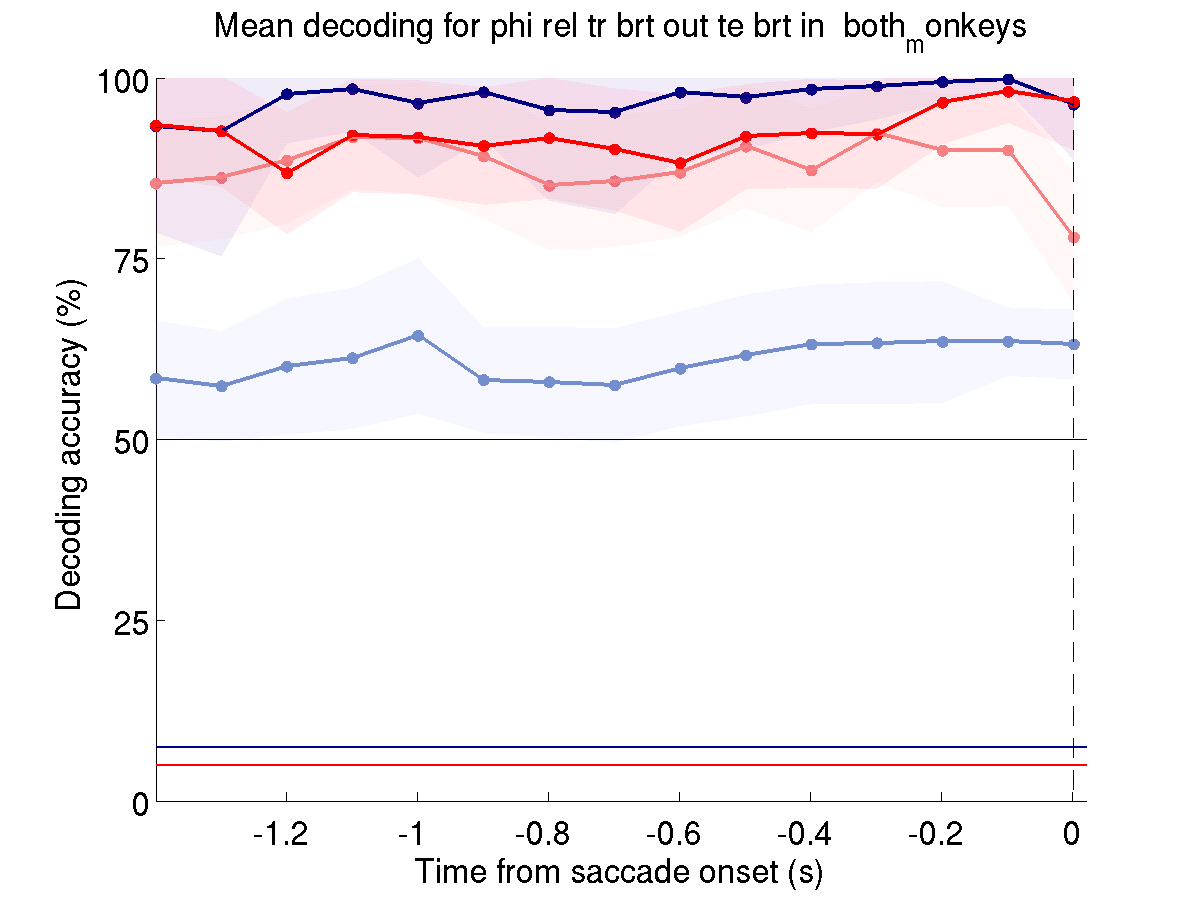 Mean decoding for phi rel tr brt out te brt in  both_monkeys
100
75
50
25
0
Decoding accuracy (%)
-1.2 -1 -0.8 -0.6 -0.4 -0.2 0
Time from saccade onset (s)